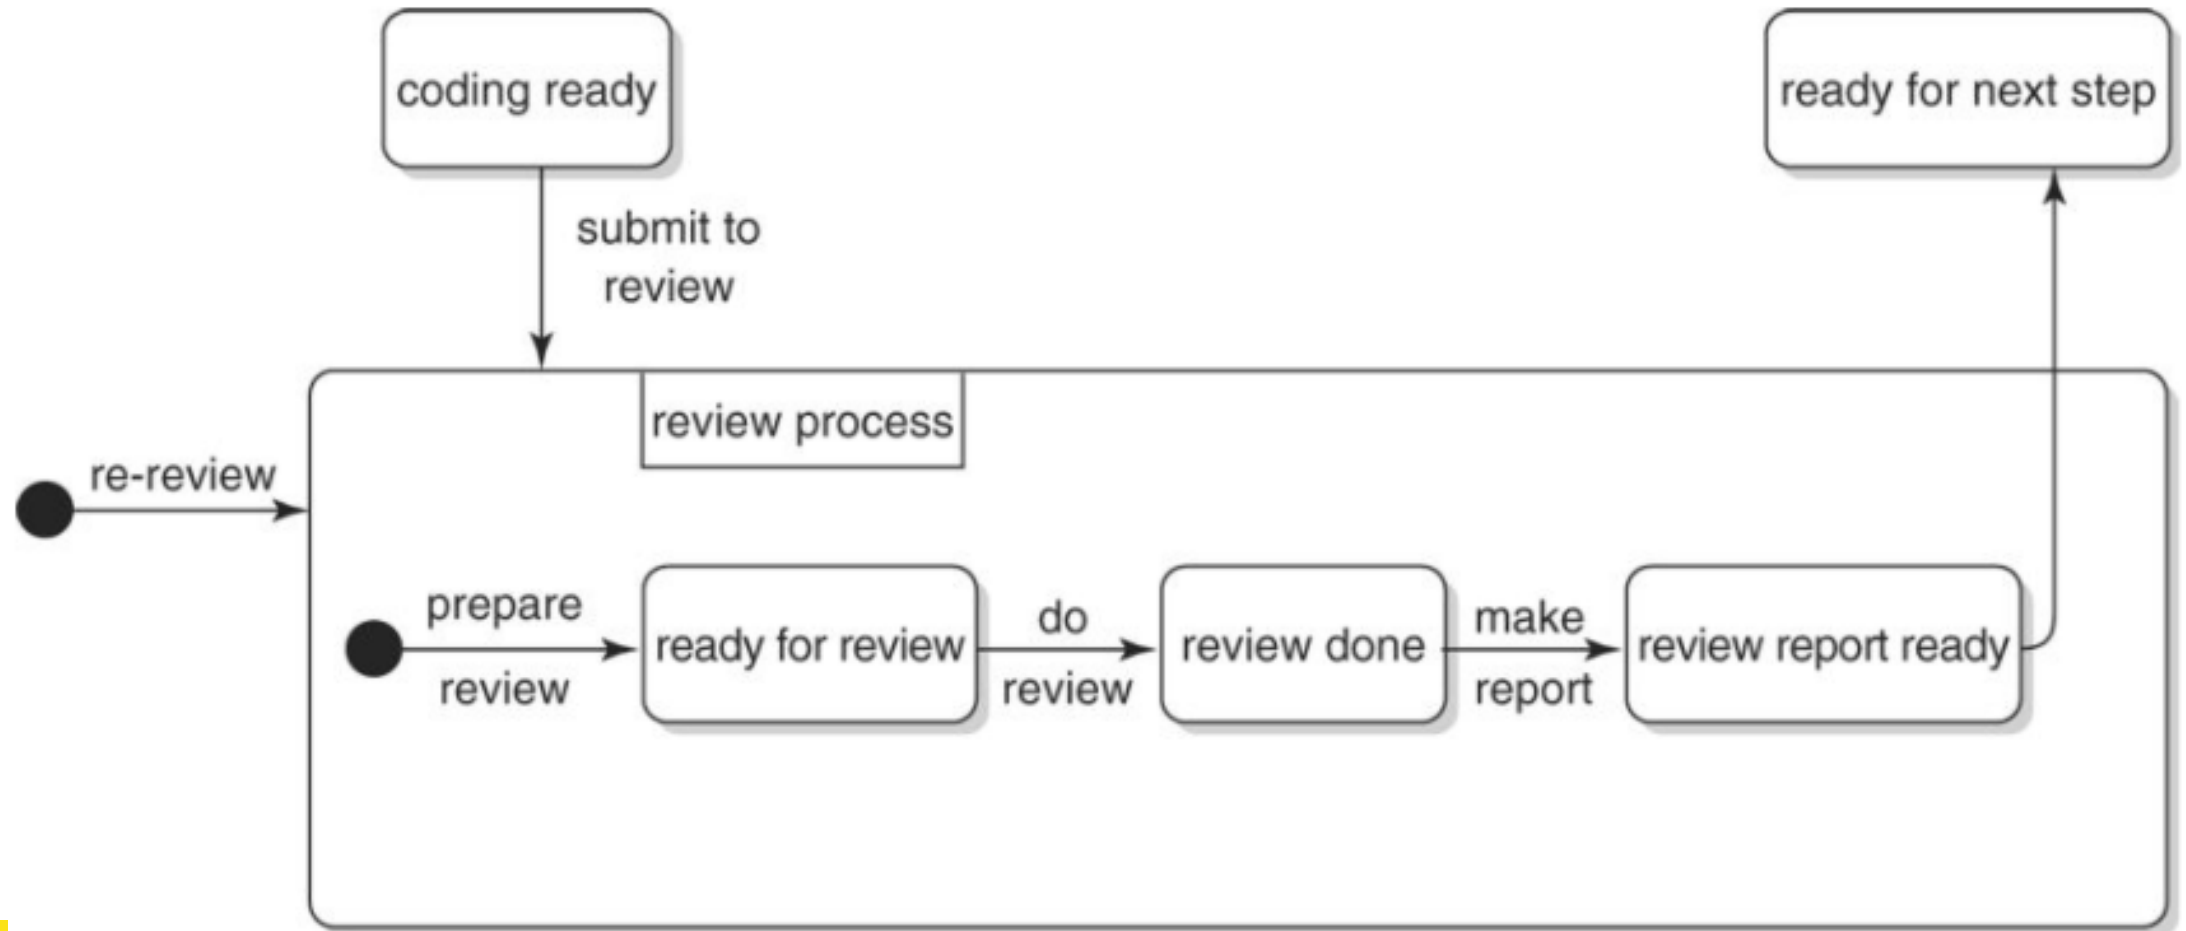 coding ready
ready for next step
submit to
review
review process
re-review
prepare
review
ready for review
do
review
review done
make
report
review report ready